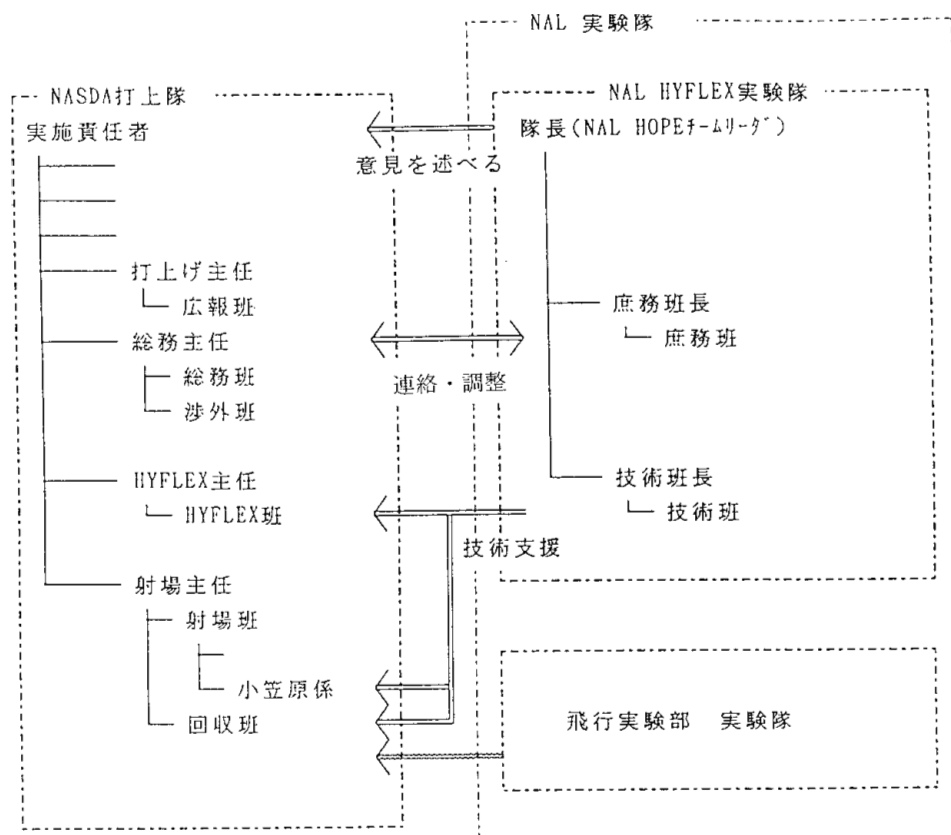 NAL 実験隊
NASDA打上隊
実施責任者
打上げ主任
広報班
総務主任
総務班
渉外班
HYFLEX主任
HYFLEX班
射場主任
射場班
小笠原係
回収班
意見を述べる
連絡・調整
技術支援
NAL HYFLEX実験隊
隊長(NAL HOPEチームリーダ)
庶務班長
庶務班
技術班長
技術班
飛行実験部 実験隊